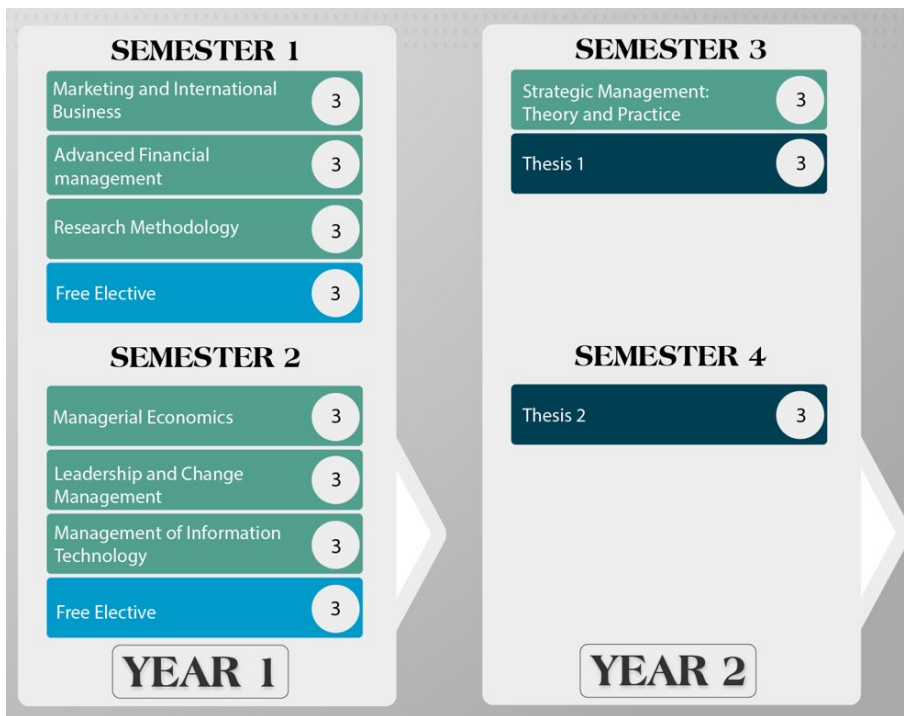 SEMESTER 1
Marketing and International
Business
3
Advanced Financial
management
3
Research Methodology
3
Free Elective
3
SEMESTER 2
Managerial Economics
3
Leadership and Change
Management
3
Management of Information
Technology
3
Free Elective
3
YEAR 1
SEMESTER 3
Strategic Management:
Theory and Practice
3
Thesis 1
3
SEMESTER 4
Thesis 2
3
YEAR 2